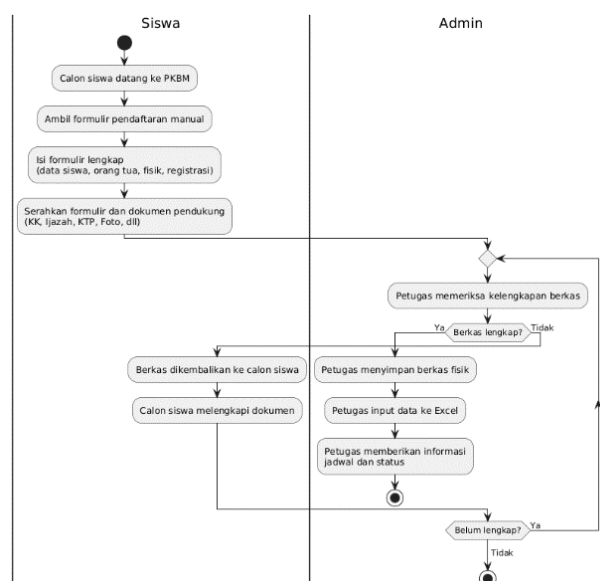 Siswa
Admin
Calon siswa datang ke PKBM
Ambil formulir pendaftaran manual
Isi formulir lengkap
(data siswa, orang tua, fisik, registrasi)
Serahkan formulir dan dokumen pendukung
(KK, Ijazah, KTP, Foto, dll)
Petugas memeriksa kelengkapan berkas
Ya
Berkas lengkap?
Tidak
Berkas dikembalikan ke calon siswa
Petugas menyimpan berkas fisik
Calon siswa melengkapi dokumen
Petugas input data ke Excel
Petugas memberikan informasi
jadwal dan status
Belum lengkap?
Ya
Tidak